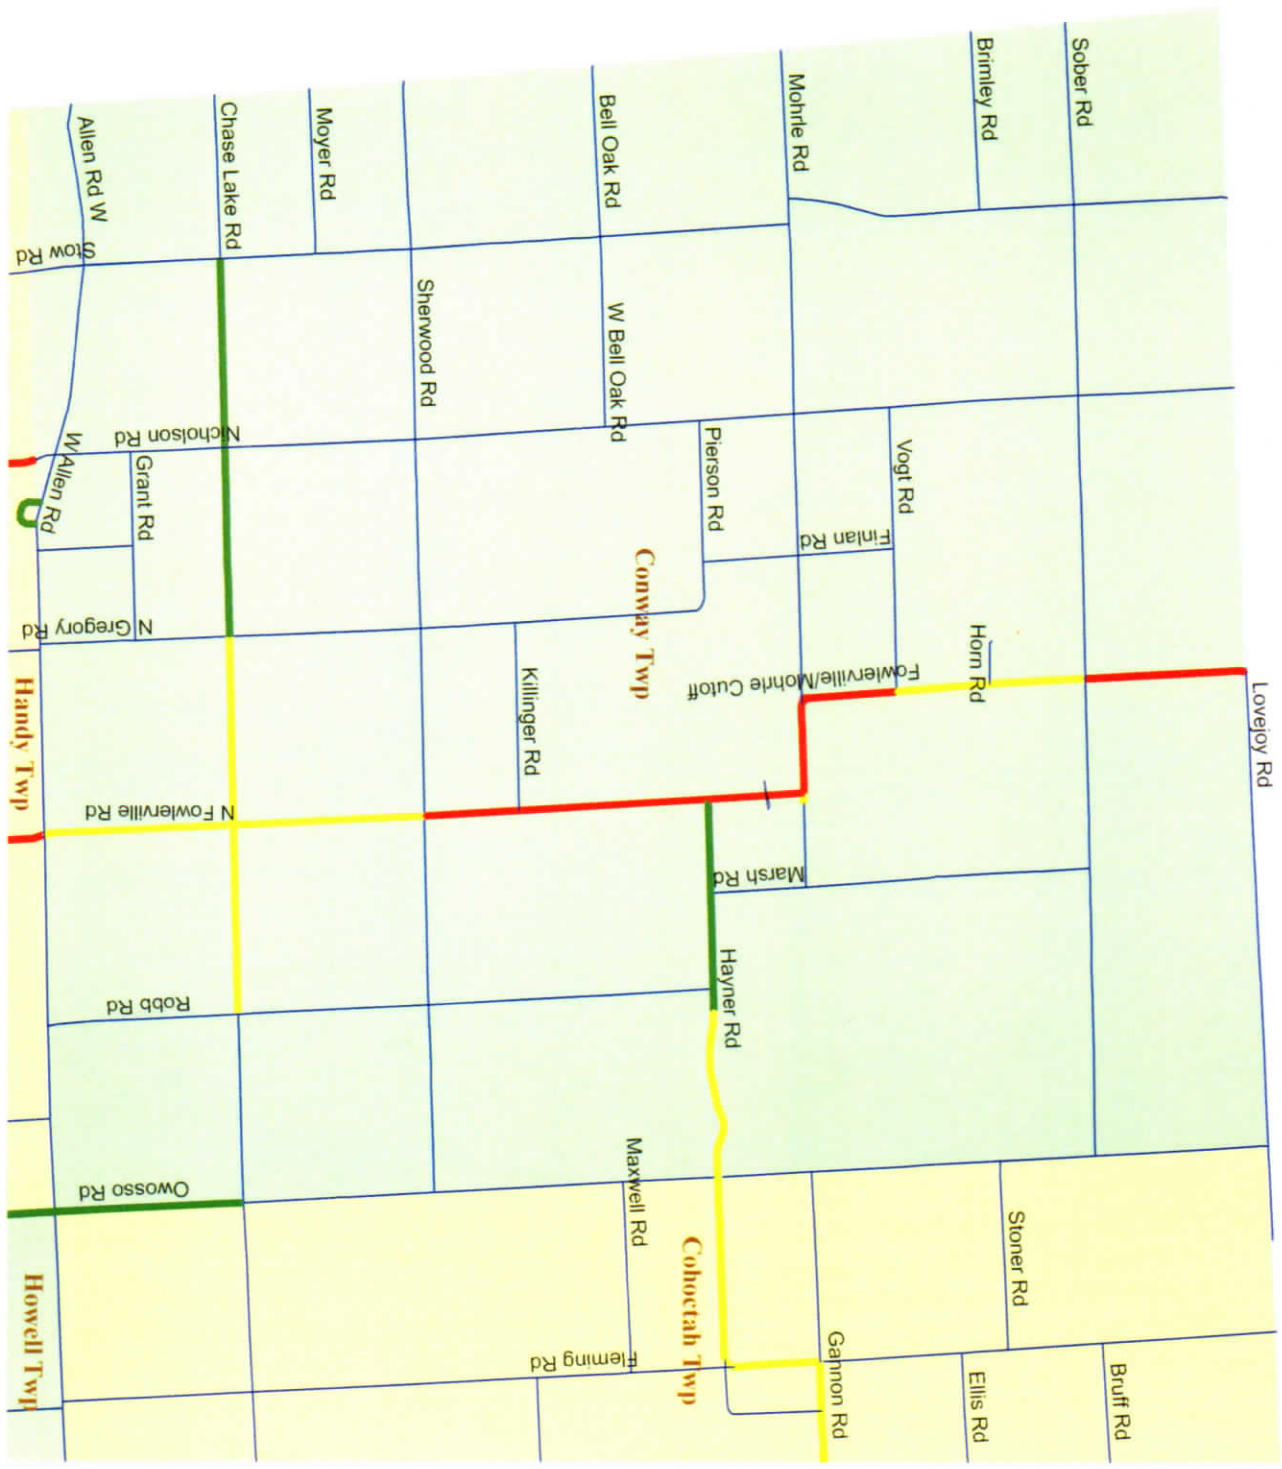 Lovejoy Rd
Sober Rd
Brimley Rd
Horn Rd
Vogt Rd
Mohrle Rd
Fowlerville/Mohrle Cutoff
Finlan Rd
Pierson Rd
Marsh Rd
Hayner Rd
Bell Oak Rd
W Bell Oak Rd
Conway Twp
Killinger Rd
Sherwood Rd
Moyer Rd
Chase Lake Rd
Nicholson Rd
Grant Rd
N Gregory Rd
N Fowlerville Rd
Robb Rd
Owosso Rd
Allen Rd W
Stow Rd
W Allen Rd
Handy Twp
Howell Twp
Maxwell Rd
Cohoctah Twp
Fleming Rd
Gannon Rd
Stoner Rd
Ellis Rd
Bruff Rd